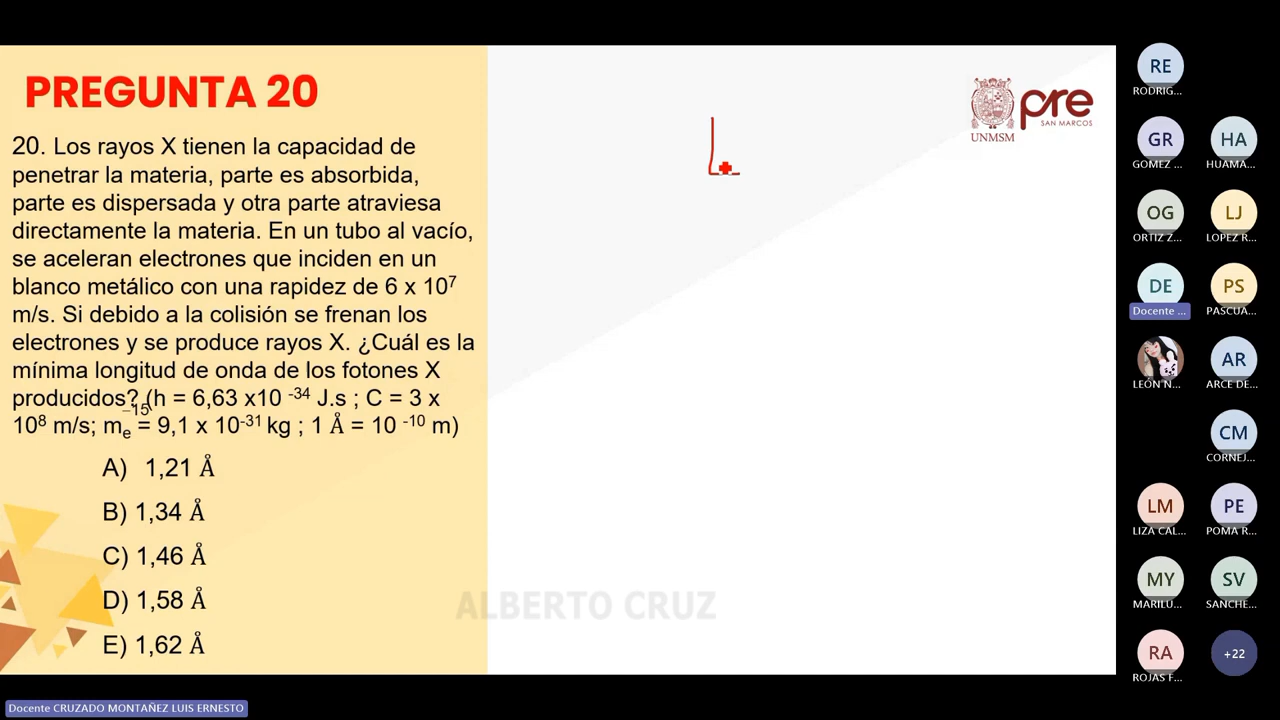 PREGUNTA 20
20. Los rayos X tienen la capacidad de
penetrar la materia, parte es absorbida,
parte es dispersada y otra parte atraviesa
directamente la materia. En un tubo al vacío,
se aceleran electrones que inciden en un
blanco metálico con una rapidez de 6 x 10⁷
m/s. Si debido a la colisión se frenan los
electrones y se produce rayos X. ¿Cuál es la
mínima longitud de onda de los fotones X
producidos? (h = 6,63 x10 ⁻³⁴ J.s ; C = 3 x
–15
10⁸ m/s; mₑ = 9,1 x 10⁻³¹ kg ; 1 Å = 10 ⁻¹⁰ m)
A) 1,21 Å
B) 1,34 Å
C) 1,46 Å
D) 1,58 Å
E) 1,62 Å
UNMSM
pre
SAN MARCOS
ALBERTO CRUZ
RE
RODRIG...
GR
GOMEZ ...
HA
HUAMA...
OG
ORTIZ Z...
LJ
LOPEZ R...
DE
Docente ...
PS
PASCUA...
LEÓN N...
AR
ARCE DE...
CM
CORNEJ...
LM
LIZA CAL...
PE
POMA R...
MY
MARILU...
SV
SANCHE...
RA
ROJAS F...
+22
Docente CRUZADO MONTAÑEZ LUIS ERNESTO